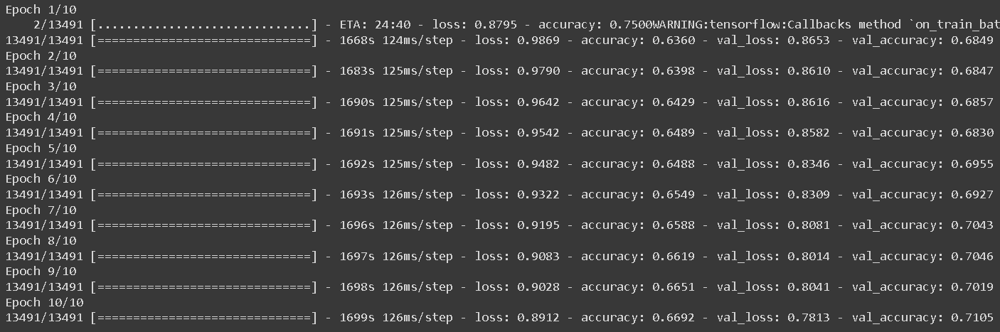 Epoch 1/10
2/13491 [..............................] - ETA: 24:40 - loss: 0.8795 - accuracy: 0.7500WARNING:tensorflow:Callbacks method `on_train_bat
13491/13491 [==============================] - 1668s 124ms/step - loss: 0.9869 - accuracy: 0.6360 - val_loss: 0.8653 - val_accuracy: 0.6849
Epoch 2/10
13491/13491 [==============================] - 1683s 125ms/step - loss: 0.9790 - accuracy: 0.6398 - val_loss: 0.8610 - val_accuracy: 0.6847
Epoch 3/10
13491/13491 [==============================] - 1690s 125ms/step - loss: 0.9642 - accuracy: 0.6429 - val_loss: 0.8616 - val_accuracy: 0.6857
Epoch 4/10
13491/13491 [==============================] - 1691s 125ms/step - loss: 0.9542 - accuracy: 0.6489 - val_loss: 0.8582 - val_accuracy: 0.6830
Epoch 5/10
13491/13491 [==============================] - 1692s 125ms/step - loss: 0.9482 - accuracy: 0.6488 - val_loss: 0.8346 - val_accuracy: 0.6955
Epoch 6/10
13491/13491 [==============================] - 1693s 126ms/step - loss: 0.9322 - accuracy: 0.6549 - val_loss: 0.8309 - val_accuracy: 0.6927
Epoch 7/10
13491/13491 [==============================] - 1696s 126ms/step - loss: 0.9195 - accuracy: 0.6588 - val_loss: 0.8081 - val_accuracy: 0.7043
Epoch 8/10
13491/13491 [==============================] - 1697s 126ms/step - loss: 0.9083 - accuracy: 0.6619 - val_loss: 0.8014 - val_accuracy: 0.7046
Epoch 9/10
13491/13491 [==============================] - 1698s 126ms/step - loss: 0.9028 - accuracy: 0.6651 - val_loss: 0.8041 - val_accuracy: 0.7019
Epoch 10/10
13491/13491 [==============================] - 1699s 126ms/step - loss: 0.8912 - accuracy: 0.6692 - val_loss: 0.7813 - val_accuracy: 0.7105